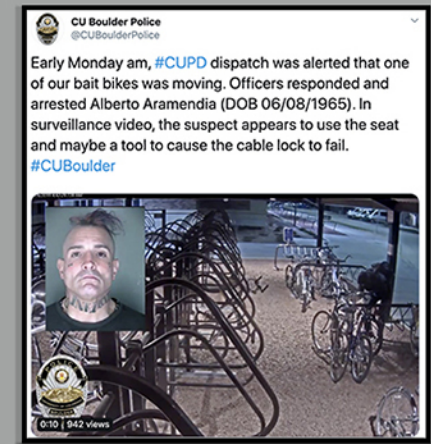 CU Boulder Police
@CUBoulderPolice
Early Monday am, #CUPD dispatch was alerted that one
of our bait bikes was moving. Officers responded and
arrested Alberto Aramendia (DOB 06/08/1965). In
surveillance video, the suspect appears to use the seat
and maybe a tool to cause the cable lock to fail.
#CUBoulder
POLICE
0:10 | 942 views